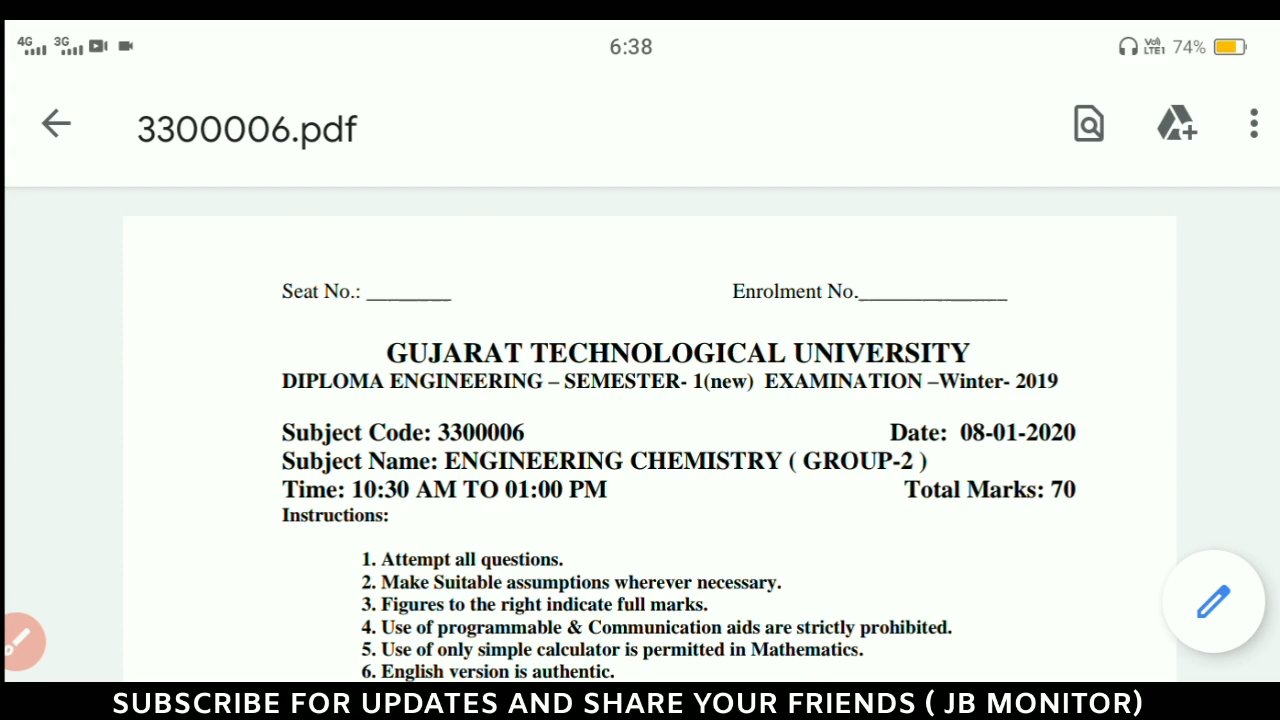 4G 3G 6:38 VoI) LTE1 74%
3300006.pdf
Seat No.: ________ Enrolment No.______________
GUJARAT TECHNOLOGICAL UNIVERSITY
DIPLOMA ENGINEERING – SEMESTER- 1(new) EXAMINATION –Winter- 2019
Subject Code: 3300006 Date: 08-01-2020
Subject Name: ENGINEERING CHEMISTRY ( GROUP-2 )
Time: 10:30 AM TO 01:00 PM Total Marks: 70
Instructions:
1. Attempt all questions.
2. Make Suitable assumptions wherever necessary.
3. Figures to the right indicate full marks.
4. Use of programmable & Communication aids are strictly prohibited.
5. Use of only simple calculator is permitted in Mathematics.
6. English version is authentic.
SUBSCRIBE FOR UPDATES AND SHARE YOUR FRIENDS ( JB MONITOR)